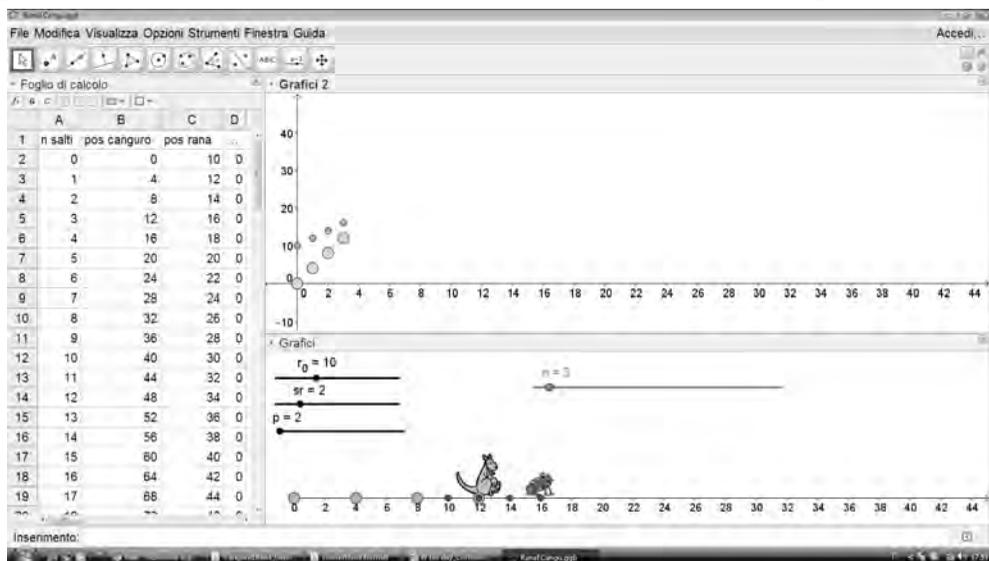 RanaCanguro.ggb
File Modifica Visualizza Opzioni Strumenti Finestra Guida Accedi...
ABC a=2
Foglio di calcolo
Grafici 2
A B C D
1 n salti pos canguro pos rana ...
2 0 0 10 0
3 1 4 12 0
4 2 8 14 0
5 3 12 16 0
6 4 16 18 0
7 5 20 20 0
8 6 24 22 0
9 7 28 24 0
10 8 32 26 0
11 9 36 28 0
12 10 40 30 0
13 11 44 32 0
14 12 48 34 0
15 13 52 36 0
16 14 56 38 0
17 15 60 40 0
18 16 64 42 0
19 17 68 44 0
40
30
20
10
0
0 2 4 6 8 10 12 14 16 18 20 22 24 26 28 30 32 34 36 38 40 42 44
-10
Grafici
r0 = 10
n = 3
sr = 2
p = 2
0 2 4 6 8 10 12 14 16 18 20 22 24 26 28 30 32 34 36 38 40 42 44
Inserimento: